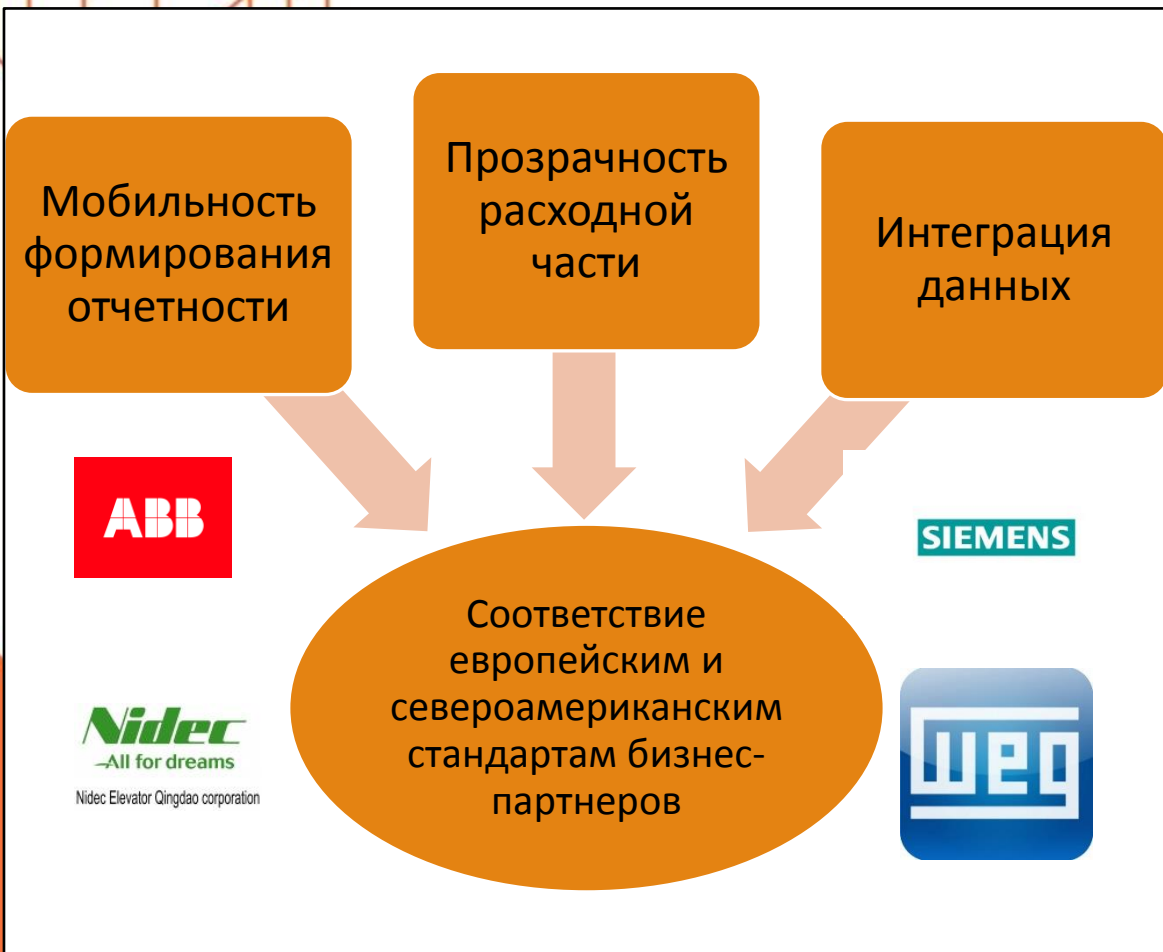 Мобильность
формирования
отчетности
Прозрачность
расходной
части
Интеграция
данных
ABB
SIEMENS
Соответствие
европейским и
североамериканским
стандартам бизнес-
партнеров
Nidec
-All for dreams
Nidec Elevator Qingdao corporation
weg